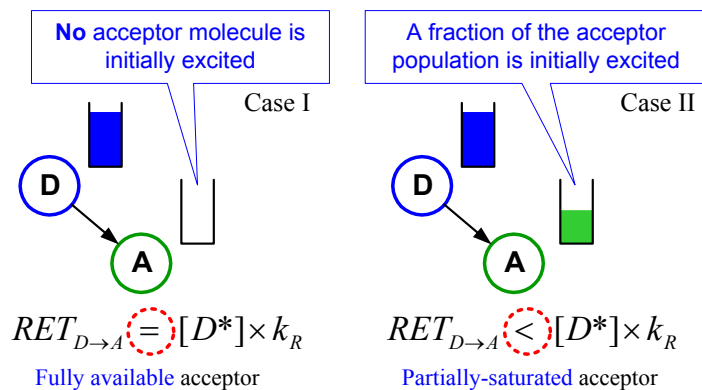 No acceptor molecule is
initially excited
Case I
D
A
RET_{D→A} = [D*]×k_R
Fully available acceptor
A fraction of the acceptor
population is initially excited
Case II
D
A
RET_{D→A} < [D*]×k_R
Partially-saturated acceptor